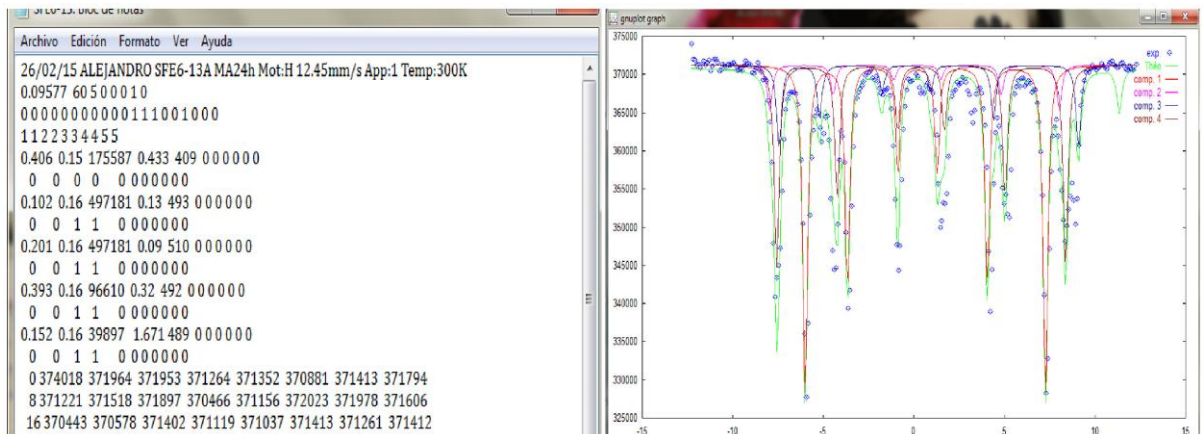 SFE6-13: Bloc de notas
Archivo Edición Formato Ver Ayuda
26/02/15 ALEJANDRO SFE6-13A MA24h Mot:H 12.45mm/s App:1 Temp:300K
0.09577 60 5 0 0 0 1 0
0 0 0 0 0 0 0 0 0 0 0 0 1 1 1 0 0 1 0 0 0
1 1 2 2 3 3 4 4 5 5
0.406 0.15 175587 0.433 409 0 0 0 0 0 0
0 0 0 0 0 0 0 0 0 0 0
0.102 0.16 497181 0.13 493 0 0 0 0 0 0
0 0 1 1 0 0 0 0 0 0 0
0.201 0.16 497181 0.09 510 0 0 0 0 0 0
0 0 1 1 0 0 0 0 0 0 0
0.393 0.16 96610 0.32 492 0 0 0 0 0 0
0 0 1 1 0 0 0 0 0 0 0
0.152 0.16 39897 1.671 489 0 0 0 0 0 0
0 0 1 1 0 0 0 0 0 0 0
0 374018 371964 371953 371264 371352 370881 371413 371794
8 371221 371518 371897 370466 371156 372023 371978 371606
16 370443 370578 371402 371119 371037 371413 371261 371412
gnuplot graph
375000
370000
365000
360000
355000
350000
345000
340000
335000
330000
325000
-15 -10 -5 0 5 10 15
exp
Théo
comp. 1
comp. 2
comp. 3
comp. 4